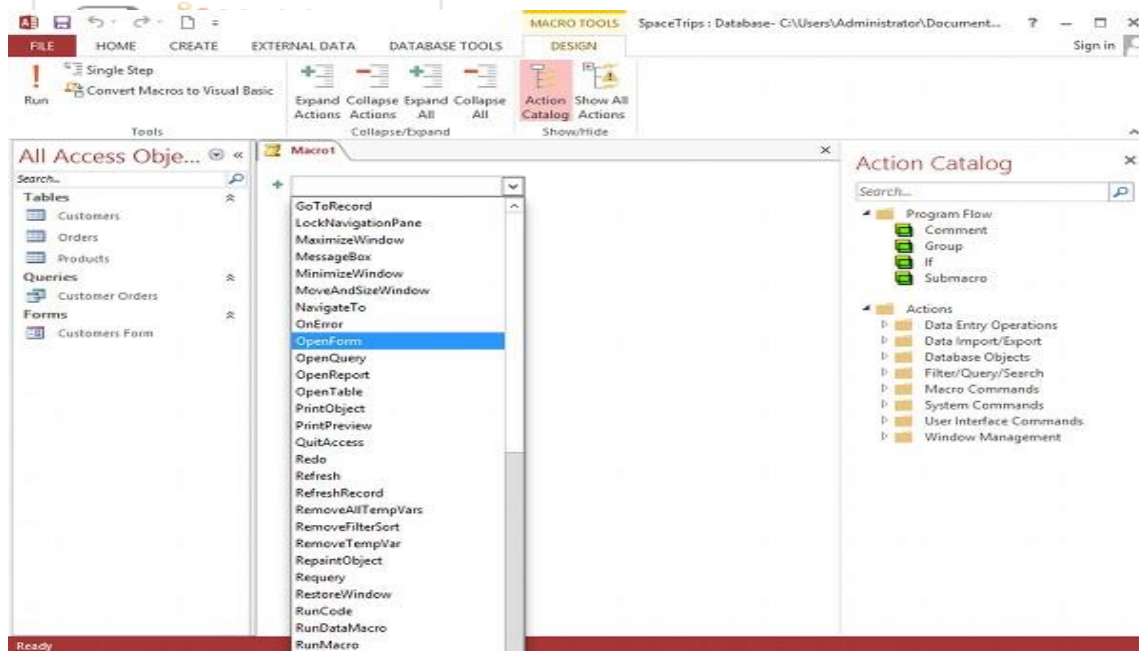 MACRO TOOLS SpaceTrips : Database- C:\Users\Administrator\Document... ?
FILE HOME CREATE EXTERNAL DATA DATABASE TOOLS DESIGN Sign in
Run
Single Step
Convert Macros to Visual Basic
Tools
Expand Actions
Collapse Actions
Expand All
Collapse All
Collapse/Expand
Action Catalog
Show All Actions
Show/Hide
All Access Obje...
Search...
Tables
Customers
Orders
Products
Queries
Customer Orders
Forms
Customers Form
Macro1
GoToRecord
LockNavigationPane
MaximizeWindow
MessageBox
MinimizeWindow
MoveAndSizeWindow
NavigateTo
OnError
OpenForm
OpenQuery
OpenReport
OpenTable
PrintObject
PrintPreview
QuitAccess
Redo
Refresh
RefreshRecord
RemoveAllTempVars
RemoveFilterSort
RemoveTempVar
RepaintObject
Requery
RestoreWindow
RunCode
RunDataMacro
RunMacro
Action Catalog
Search...
Program Flow
Comment
Group
If
Submacro
Actions
Data Entry Operations
Data Import/Export
Database Objects
Filter/Query/Search
Macro Commands
System Commands
User Interface Commands
Window Management
Ready